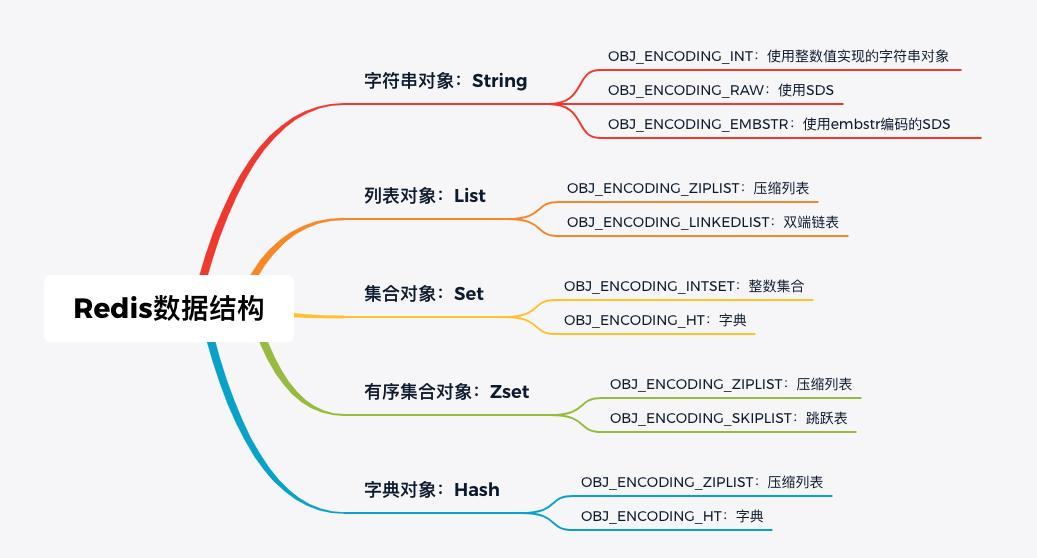 Redis数据结构
字符串对象：String
OBJ_ENCODING_INT：使用整数值实现的字符串对象
OBJ_ENCODING_RAW：使用SDS
OBJ_ENCODING_EMBSTR：使用embstr编码的SDS
列表对象：List
OBJ_ENCODING_ZIPLIST：压缩列表
OBJ_ENCODING_LINKEDLIST：双端链表
集合对象：Set
OBJ_ENCODING_INTSET：整数集合
OBJ_ENCODING_HT：字典
有序集合对象：Zset
OBJ_ENCODING_ZIPLIST：压缩列表
OBJ_ENCODING_SKIPLIST：跳跃表
字典对象：Hash
OBJ_ENCODING_ZIPLIST：压缩列表
OBJ_ENCODING_HT：字典